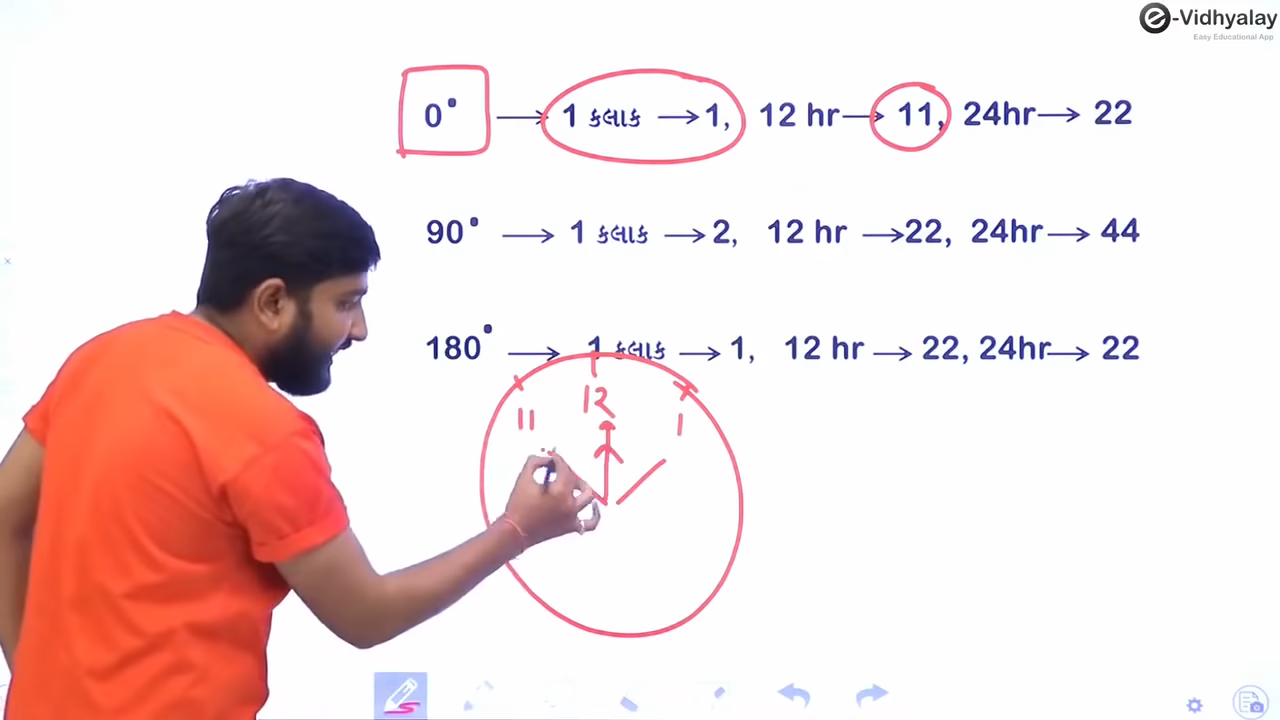 e-Vidhyalay
Easy Educational App
0° → 1 કલાક → 1, 12 hr → 11, 24hr → 22
90° → 1 કલાક → 2, 12 hr → 22, 24hr → 44
180° → 1 કલાક → 1, 12 hr → 22, 24hr → 22
11 12 1